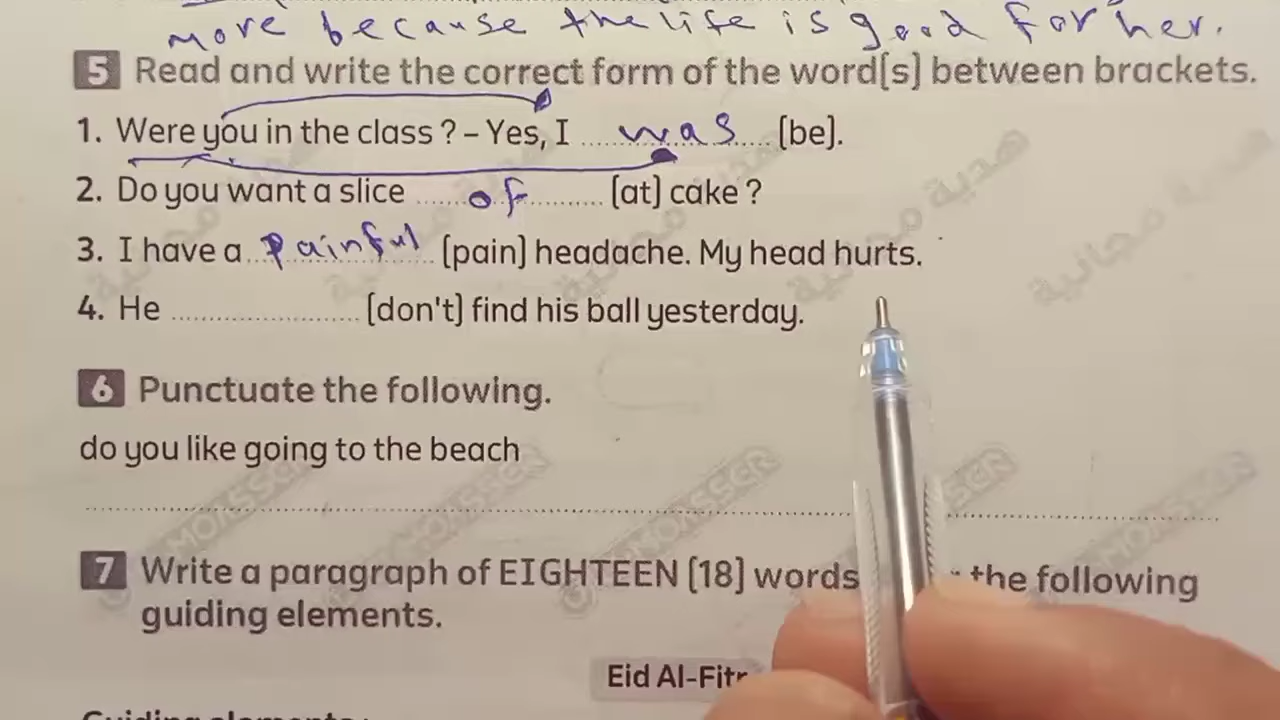 more because the life is good for her.
5 Read and write the correct form of the word(s) between brackets.
1. Were you in the class ? – Yes, I was [be].
2. Do you want a slice of [at] cake ?
3. I have a painful [pain] headache. My head hurts.
4. He .................... [don't] find his ball yesterday.
6 Punctuate the following.
do you like going to the beach
7 Write a paragraph of EIGHTEEN [18] words the following
guiding elements.
Eid Al-Fitr
Guiding elements: